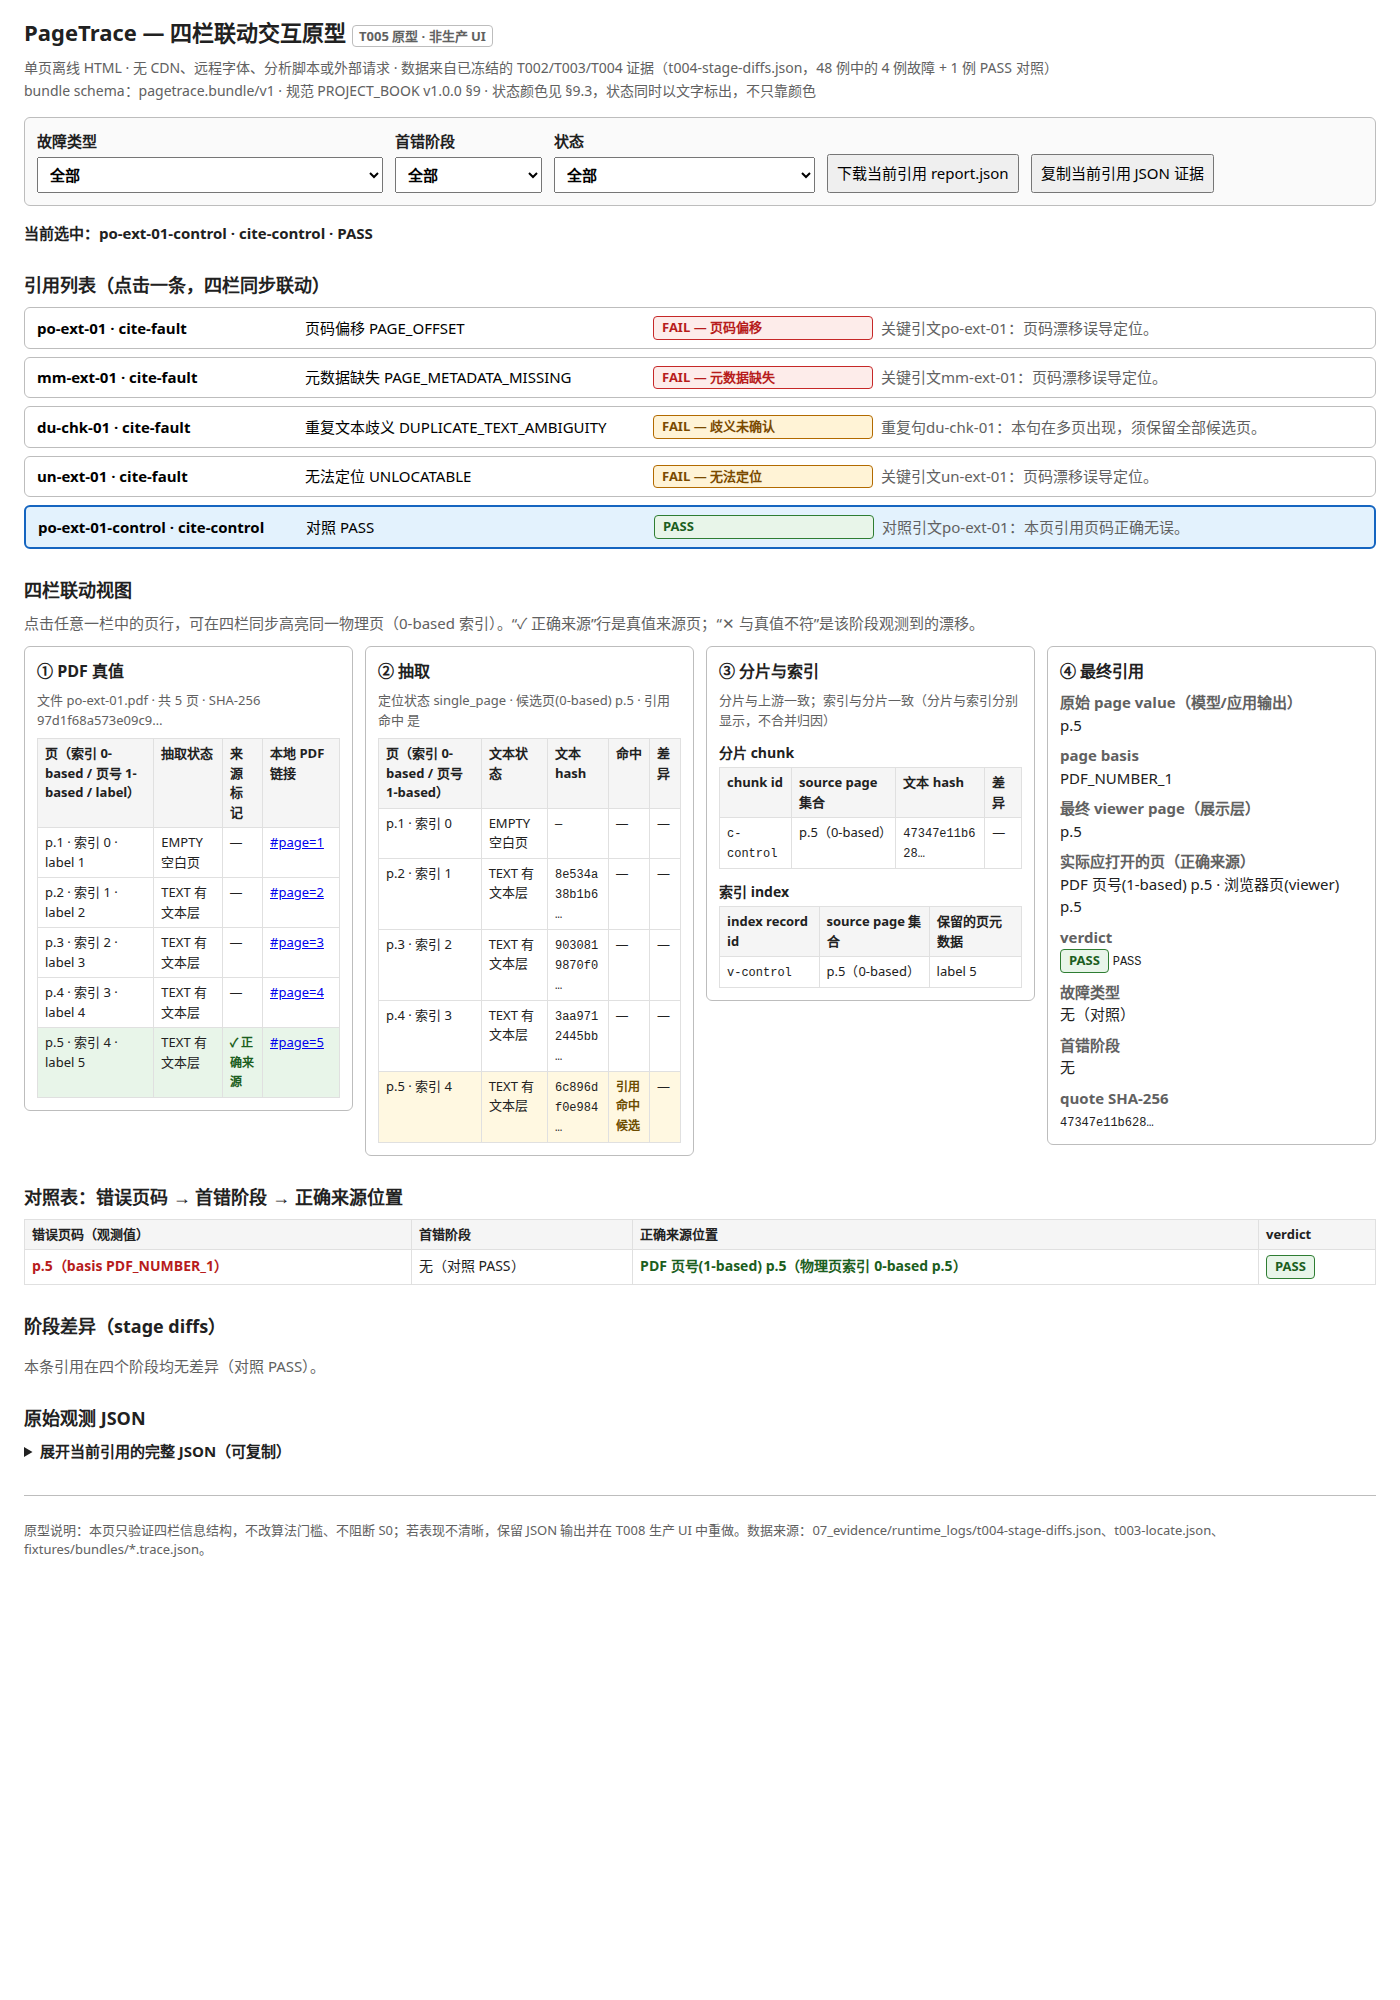 PageTrace — 四栏联动交互原型 T005 原型 · 非生产 UI
单页离线 HTML · 无 CDN、远程字体、分析脚本或外部请求 · 数据来自已冻结的 T002/T003/T004 证据（t004-stage-diffs.json，48 例中的 4 例故障 + 1 例 PASS 对照）
bundle schema：pagetrace.bundle/v1 · 规范 PROJECT_BOOK v1.0.0 §9 · 状态颜色见 §9.3，状态同时以文字标出，不只靠颜色
故障类型 首错阶段 状态
全部 全部 全部 下载当前引用 report.json 复制当前引用 JSON 证据
当前选中：po-ext-01-control · cite-control · PASS
引用列表（点击一条，四栏同步联动）
po-ext-01 · cite-fault 页码偏移 PAGE_OFFSET FAIL — 页码偏移 关键引文po-ext-01：页码漂移误导定位。
mm-ext-01 · cite-fault 元数据缺失 PAGE_METADATA_MISSING FAIL — 元数据缺失 关键引文mm-ext-01：页码漂移误导定位。
du-chk-01 · cite-fault 重复文本歧义 DUPLICATE_TEXT_AMBIGUITY FAIL — 歧义未确认 重复句du-chk-01：本句在多页出现，须保留全部候选页。
un-ext-01 · cite-fault 无法定位 UNLOCATABLE FAIL — 无法定位 关键引文un-ext-01：页码漂移误导定位。
po-ext-01-control · cite-control 对照 PASS PASS 对照引文po-ext-01：本页引用页码正确无误。
四栏联动视图
点击任意一栏中的页行，可在四栏同步高亮同一物理页（0-based 索引）。“✓ 正确来源”行是真值来源页；“✕ 与真值不符”是该阶段观测到的漂移。
① PDF 真值
文件 po-ext-01.pdf · 共 5 页 · SHA-256
97d1f68a573e09c9…
页（索引 0-
based / 页号 1-
based / label） 抽取状态 来
源
标
记 本地 PDF
链接
p.1 · 索引 0 ·
label 1 EMPTY
空白页 — #page=1
p.2 · 索引 1 ·
label 2 TEXT 有
文本层 — #page=2
p.3 · 索引 2 ·
label 3 TEXT 有
文本层 — #page=3
p.4 · 索引 3 ·
label 4 TEXT 有
文本层 — #page=4
p.5 · 索引 4 ·
label 5 TEXT 有
文本层 ✓ 正
确来
源 #page=5
② 抽取
定位状态 single_page · 候选页(0-based) p.5 · 引用
命中 是
页（索引 0-
based / 页号
1-based） 文本状
态 文本
hash 命中 差
异
p.1 · 索引 0 EMPTY
空白页 — — —
p.2 · 索引 1 TEXT 有
文本层 8e534a
38b1b6
… — —
p.3 · 索引 2 TEXT 有
文本层 903081
9870f0
… — —
p.4 · 索引 3 TEXT 有
文本层 3aa971
2445bb
… — —
p.5 · 索引 4 TEXT 有
文本层 6c896d
f0e984
… 引用
命中
候选 —
③ 分片与索引
分片与上游一致；索引与分片一致（分片与索引分别
显示，不合并归因）
分片 chunk
chunk id source page
集合 文本 hash 差
异
c-
control p.5（0-based） 47347e11b6
28… —
索引 index
index record
id source page 集
合 保留的页元
数据
v-control p.5（0-based） label 5
④ 最终引用
原始 page value（模型/应用输出）
p.5
page basis
PDF_NUMBER_1
最终 viewer page（展示层）
p.5
实际应打开的页（正确来源）
PDF 页号(1-based) p.5 · 浏览器页(viewer)
p.5
verdict
PASS PASS
故障类型
无（对照）
首错阶段
无
quote SHA-256
47347e11b628…
对照表：错误页码 → 首错阶段 → 正确来源位置
错误页码（观测值） 首错阶段 正确来源位置 verdict
p.5（basis PDF_NUMBER_1） 无（对照 PASS） PDF 页号(1-based) p.5（物理页索引 0-based p.5） PASS
阶段差异（stage diffs）
本条引用在四个阶段均无差异（对照 PASS）。
原始观测 JSON
▶ 展开当前引用的完整 JSON（可复制）
原型说明：本页只验证四栏信息结构，不改算法门槛、不阻断 S0；若表现不清晰，保留 JSON 输出并在 T008 生产 UI 中重做。数据来源：07_evidence/runtime_logs/t004-stage-diffs.json、t003-locate.json、
fixtures/bundles/*.trace.json。